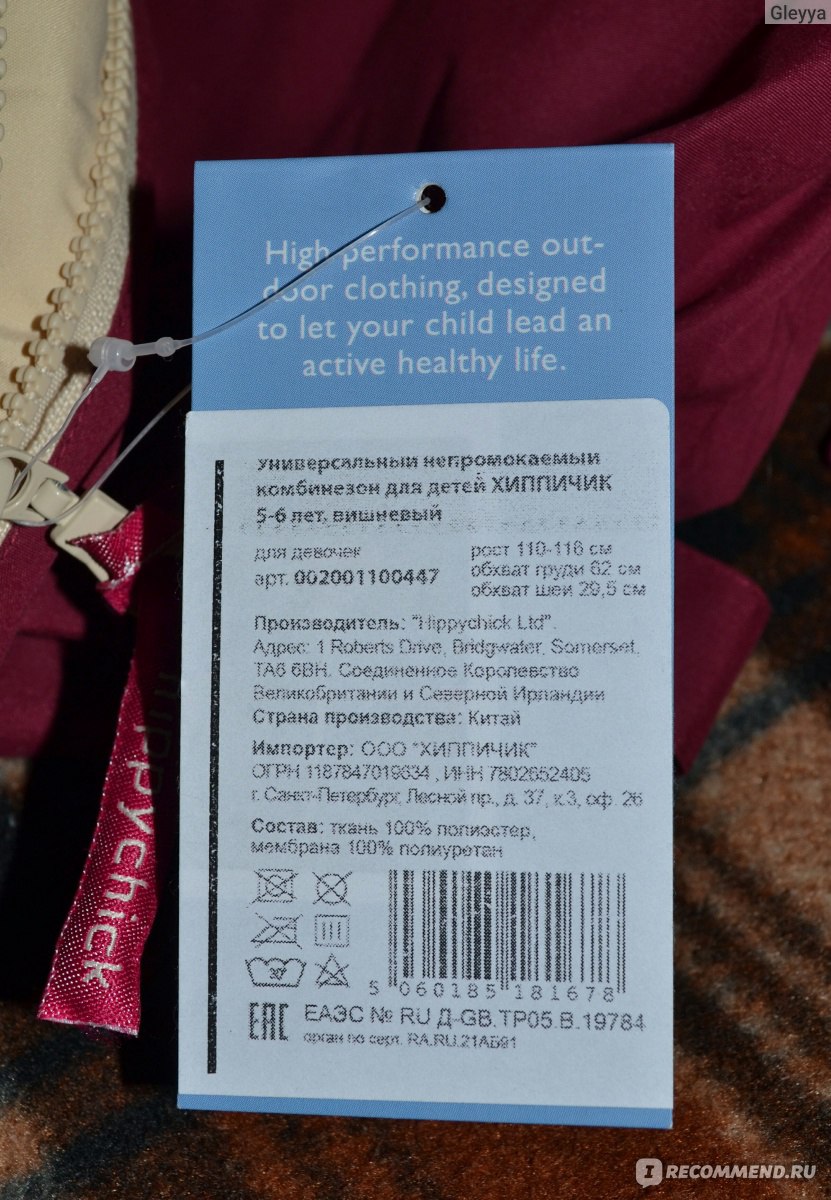 Gleyya
High performance out-
door clothing, designed
to let your child lead an
active healthy life.
Универсальный непромокаемый
комбинезон для детей ХИППИЧИК
5-6 лет, вишневый
для девочек
арт. 002001100447
рост 110-116 см
обхват груди 62 см
обхват шеи 29,5 см
Производитель: "Hippychick Ltd".
Адрес: 1 Roberts Drive, Bridgwater, Somerset.
TA6 6BH. Соединенное Королевство
Великобритании и Северной Ирландии
Страна производства: Китай
Импортер: ООО "ХИППИЧИК"
ОГРН 1187847019634 , ИНН 7802652405
г. Санкт-Петербург, Лесной пр., д. 37, к.3, оф. 26
Состав: ткань 100% полиэстер,
мембрана 100% полиуретан
5 060185 181678
EAC ЕАЭС № RU Д-GB.ТР05.В.19784
орган по серт. RA.RU.21АБ91
hippychick
IRECOMMEND.RU